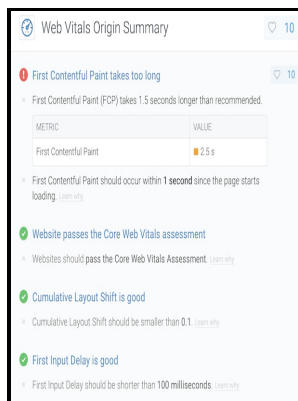 Web Vitals Origin Summary
10
First Contentful Paint takes too long
10
First Contentful Paint (FCP) takes 1.5 seconds longer than recommended.
METRIC VALUE
First Contentful Paint 2.5 s
First Contentful Paint should occur within 1 second since the page starts
loading. Learn why
Website passes the Core Web Vitals assessment
Websites should pass the Core Web Vitals Assessment. Learn why
Cumulative Layout Shift is good
Cumulative Layout Shift should be smaller than 0.1. Learn why
First Input Delay is good
First Input Delay should be shorter than 100 milliseconds. Learn why